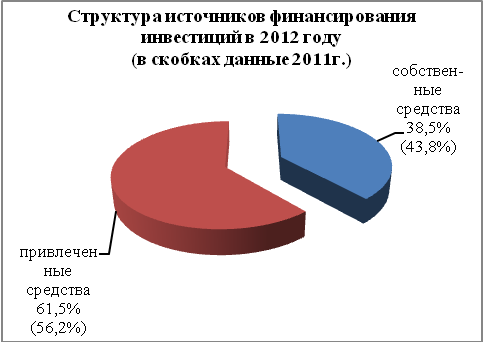 Структура источников финансирования
инвестиций в 2012 году
(в скобках данные 2011г.)
собствен-
ные
средства
38,5%
(43,8%)
привлечен
ные
средства
61,5%
(56,2%)